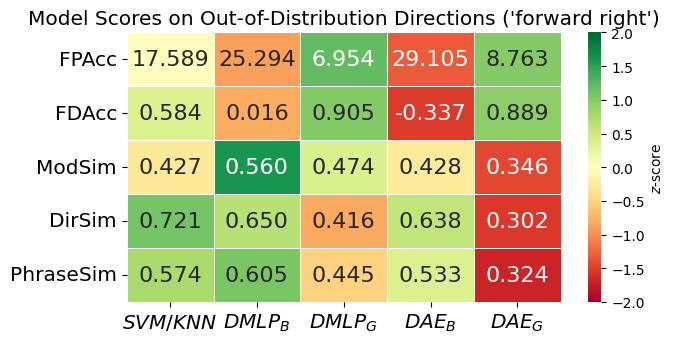 Model Scores on Out-of-Distribution Directions ('forward right')
FPAcc 17.589 25.294 6.954 29.105 8.763
FDAcc 0.584 0.016 0.905 -0.337 0.889
ModSim 0.427 0.560 0.474 0.428 0.346
DirSim 0.721 0.650 0.416 0.638 0.302
PhraseSim 0.574 0.605 0.445 0.533 0.324
SVM/KNN DMLP_B DMLP_G DAE_B DAE_G
2.0
1.5
1.0
0.5
0.0
−0.5
−1.0
−1.5
−2.0
z-score